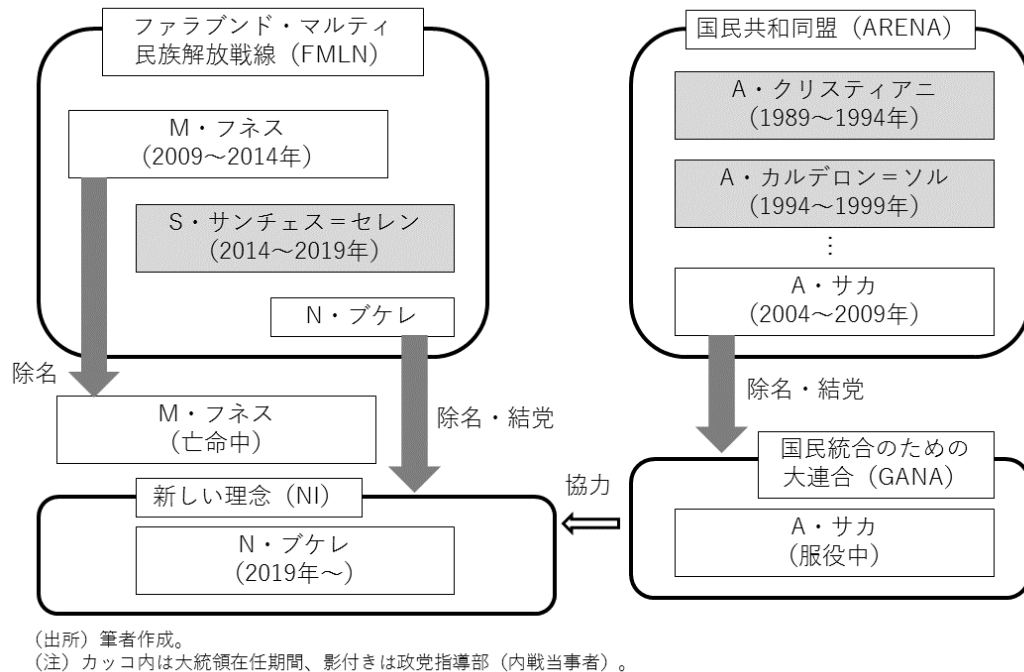 ファラブンド・マルティ
民族解放戦線(FMLN)
M・フネス
(2009~2014年)
S・サンチェス=セレン
(2014~2019年)
N・ブケレ
国民共和同盟(ARENA)
A・クリスティアニ
(1989~1994年)
A・カルデロン=ソル
(1994~1999年)
⋮
A・サカ
(2004~2009年)
除名
M・フネス
(亡命中)
除名・結党
除名・結党
新しい理念(NI)
N・ブケレ
(2019年~)
協力
国民統合のための
大連合(GANA)
A・サカ
(服役中)
(出所)筆者作成。
(注)カッコ内は大統領在任期間、影付きは政党指導部(内戦当事者)。